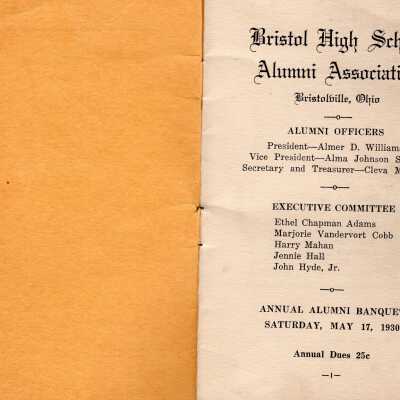 Bristol High Scho
Alumni Associati
Bristolville, Ohio
ALUMNI OFFICERS
President—Almer D. William
Vice President—Alma Johnson S
Secretary and Treasurer—Cleva M
EXECUTIVE COMMITTEE
Ethel Chapman Adams
Marjorie Vandervort Cobb
Harry Mahan
Jennie Hall
John Hyde, Jr.
ANNUAL ALUMNI BANQUE
SATURDAY, MAY 17, 1930
Annual Dues 25c
—1—